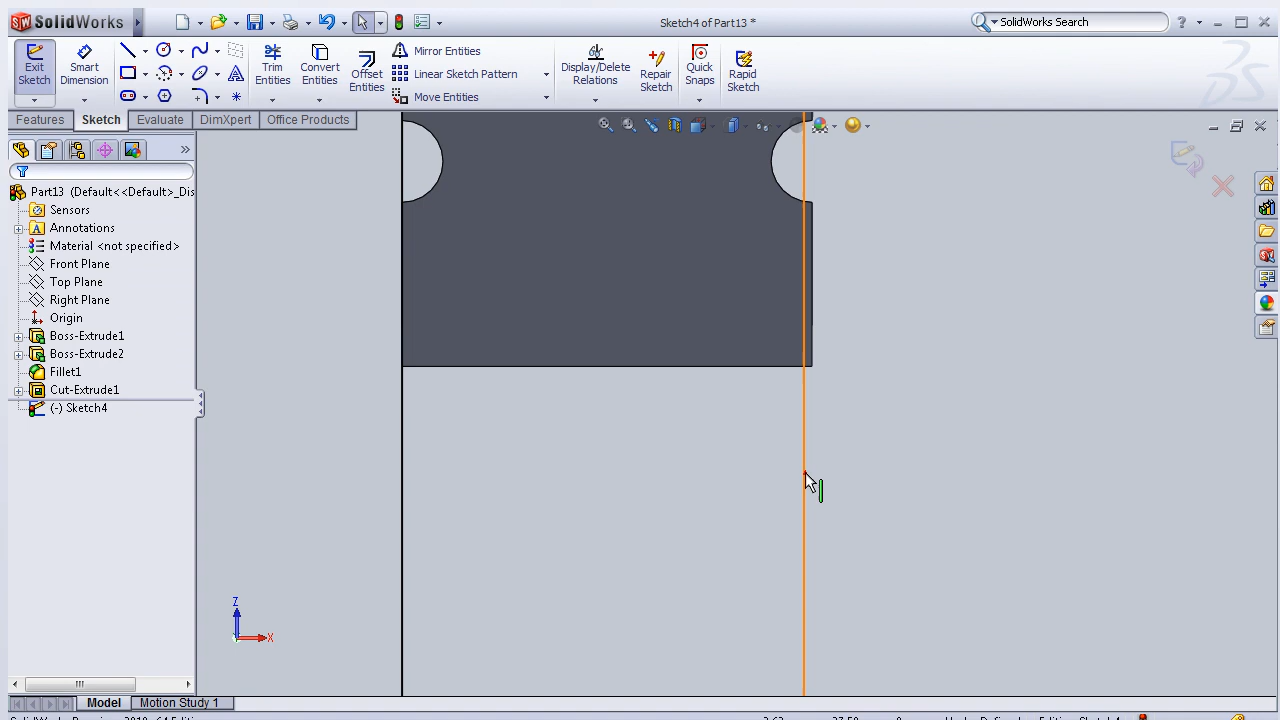 SolidWorks
Sketch4 of Part13 *
SolidWorks Search
Exit Sketch
Smart Dimension
Trim Entities
Convert Entities
Offset Entities
Mirror Entities
Linear Sketch Pattern
Move Entities
Display/Delete Relations
Repair Sketch
Quick Snaps
Rapid Sketch
Features
Sketch
Evaluate
DimXpert
Office Products
Part13 (Default<<Default>_Dis
Sensors
Annotations
Material <not specified>
Front Plane
Top Plane
Right Plane
Origin
Boss-Extrude1
Boss-Extrude2
Fillet1
Cut-Extrude1
(-) Sketch4
Z
X
Model
Motion Study 1